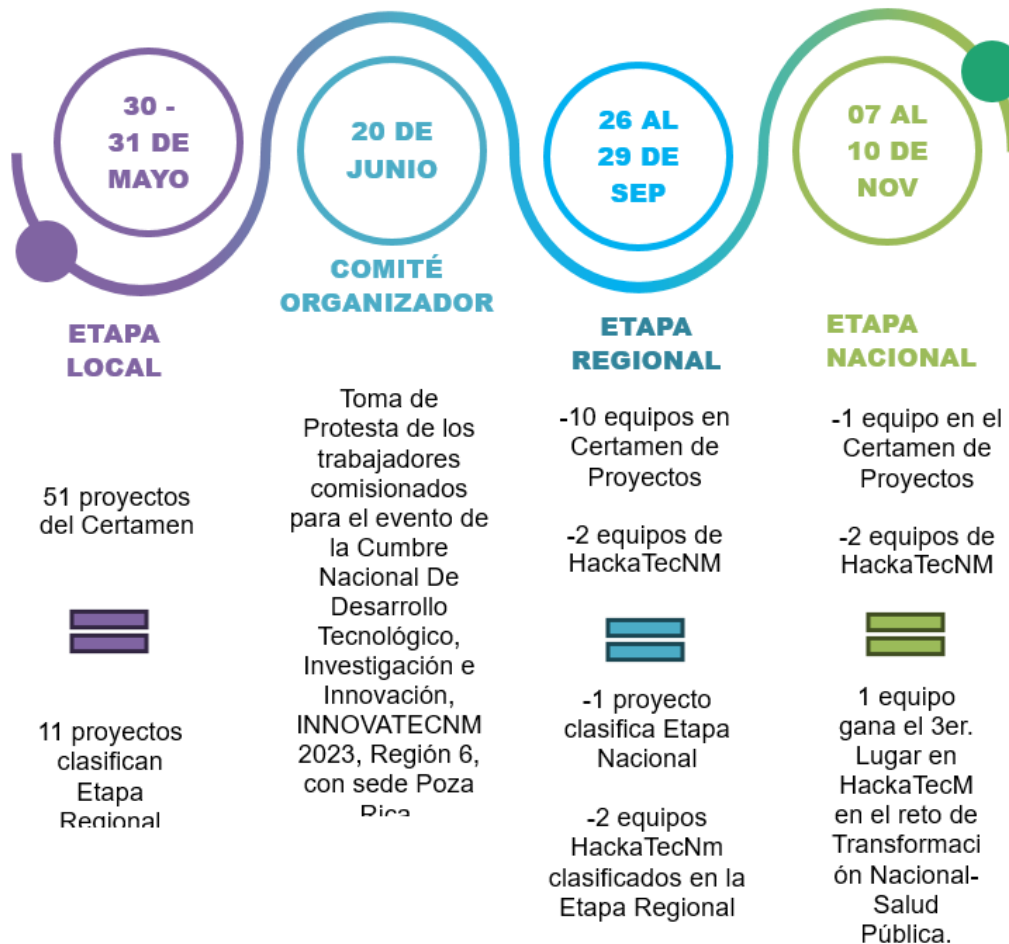 30 -
31 DE
MAYO
ETAPA
LOCAL
51 proyectos
del Certamen
11 proyectos
clasifican
Etapa
Regional
20 DE
JUNIO
COMITÉ
ORGANIZADOR
Toma de
Protesta de los
trabajadores
comisionados
para el evento de
la Cumbre
Nacional De
Desarrollo
Tecnológico,
Investigación e
Innovación,
INNOVATECNM
2023, Región 6,
con sede Poza
Rica
26 AL
29 DE
SEP
ETAPA
REGIONAL
-10 equipos en
Certamen de
Proyectos
-2 equipos de
HackaTecNM
-1 proyecto
clasifica Etapa
Nacional
-2 equipos
HackaTecNm
clasificados en la
Etapa Regional
07 AL
10 DE
NOV
ETAPA
NACIONAL
-1 equipo en el
Certamen de
Proyectos
-2 equipos de
HackaTecNM
1 equipo
gana el 3er.
Lugar en
HackaTecM
en el reto de
Transformaci
ón Nacional-
Salud
Pública.